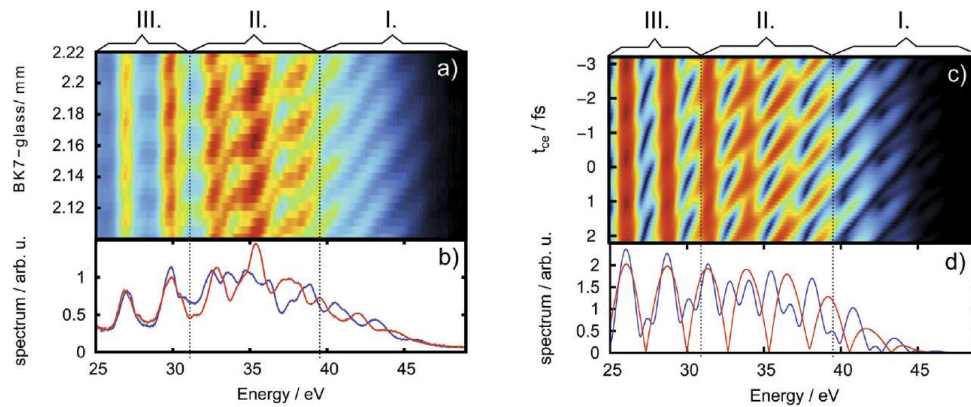 III. II. I.
a)
BK7-glass/mm
2.22
2.20
2.18
2.16
2.14
2.12
b)
spectrum / arb. u.
1
0.5
0
25 30 35 40 45
Energy / eV
III. II. I.
c)
t_ce / fs
-3
-2
-1
0
1
2
d)
spectrum / arb. u.
2
1.5
1
0.5
0
25 30 35 40 45
Energy / eV